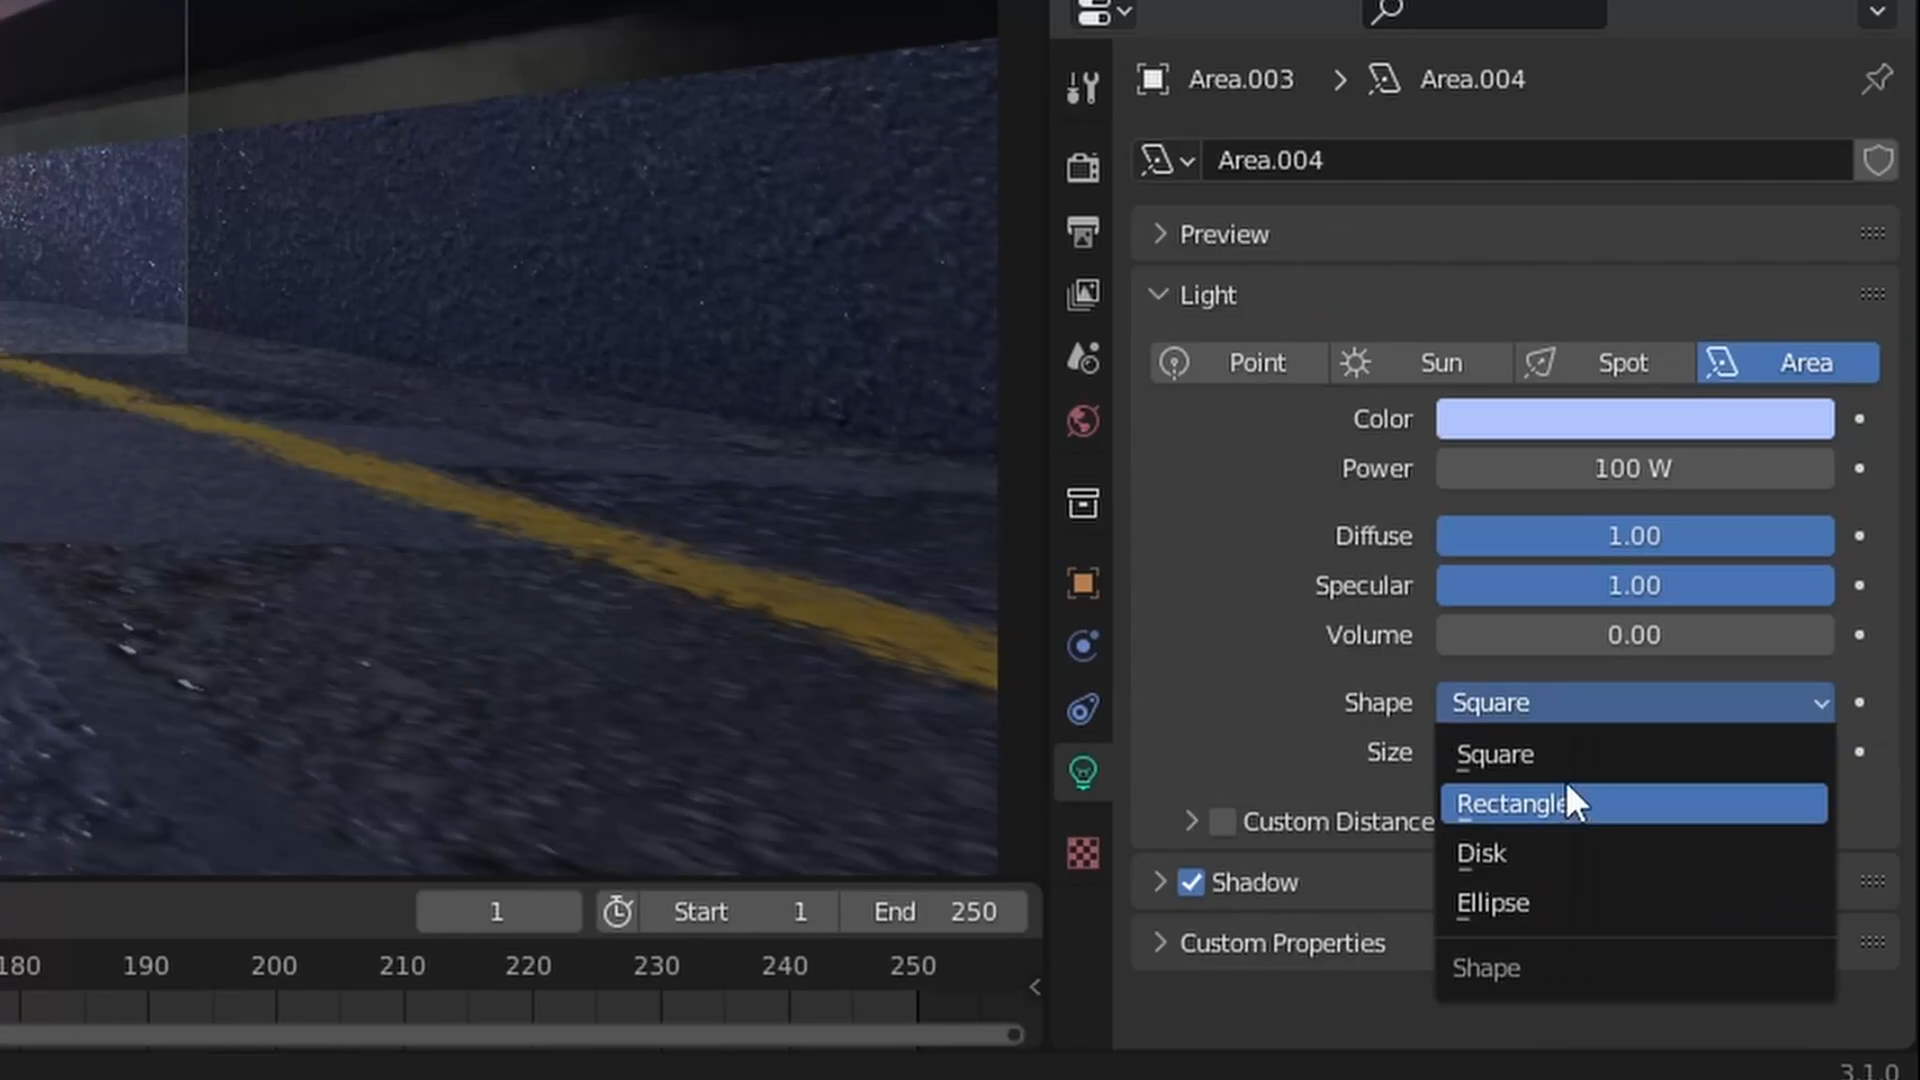 Area.003 Area.004
Area.004
Preview
Light
Point Sun Spot Area
Color
Power 100 W
Diffuse 1.00
Specular 1.00
Volume 0.00
Shape Square
Size
Square
Rectangle
Disk
Ellipse
Shape
Custom Distance
Shadow
Custom Properties
1 Start 1 End 250
180 190 200 210 220 230 240 250
3.1.0